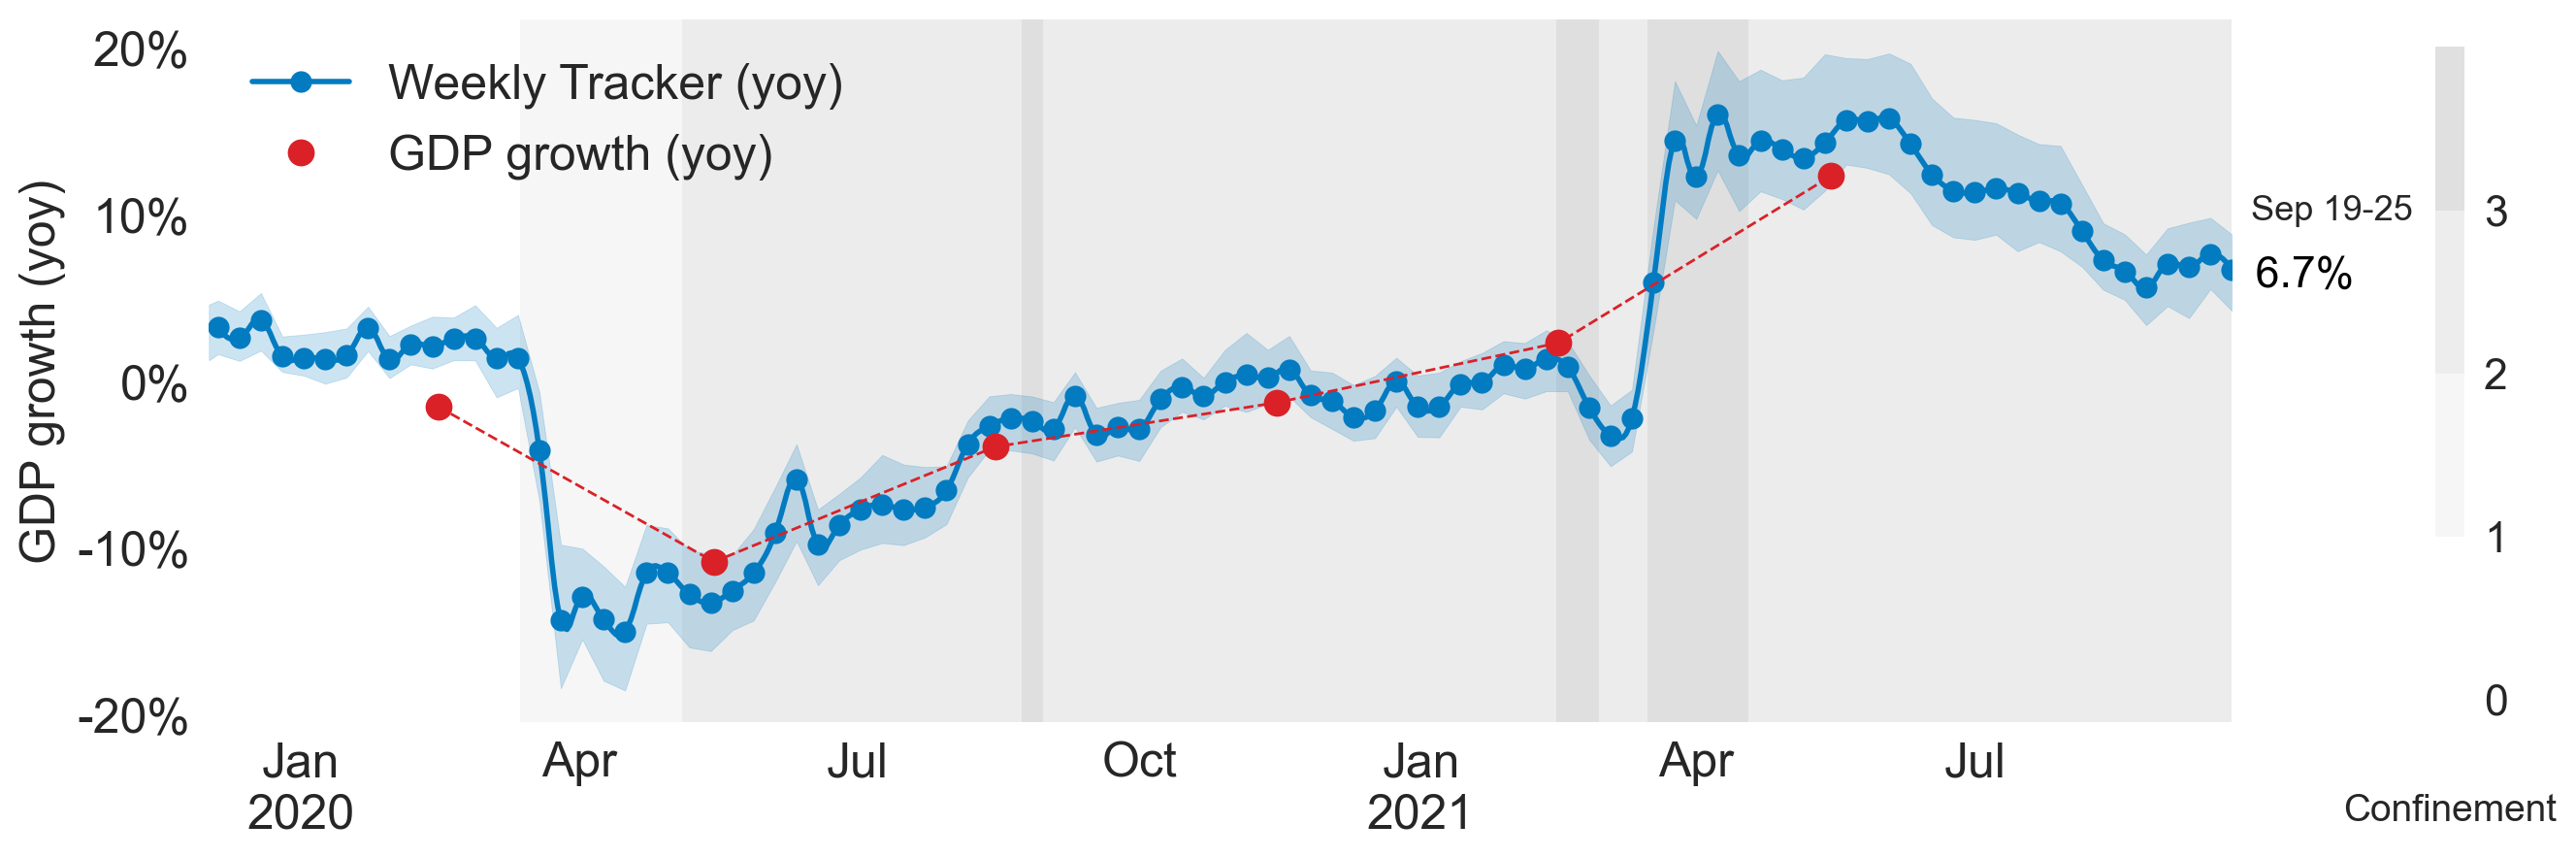 GDP growth (yoy)
20%
10%
0%
-10%
-20%
Weekly Tracker (yoy)
GDP growth (yoy)
Jan
2020
Apr
Jul
Oct
Jan
2021
Apr
Jul
Sep 19-25
6.7%
3
2
1
0
Confinement